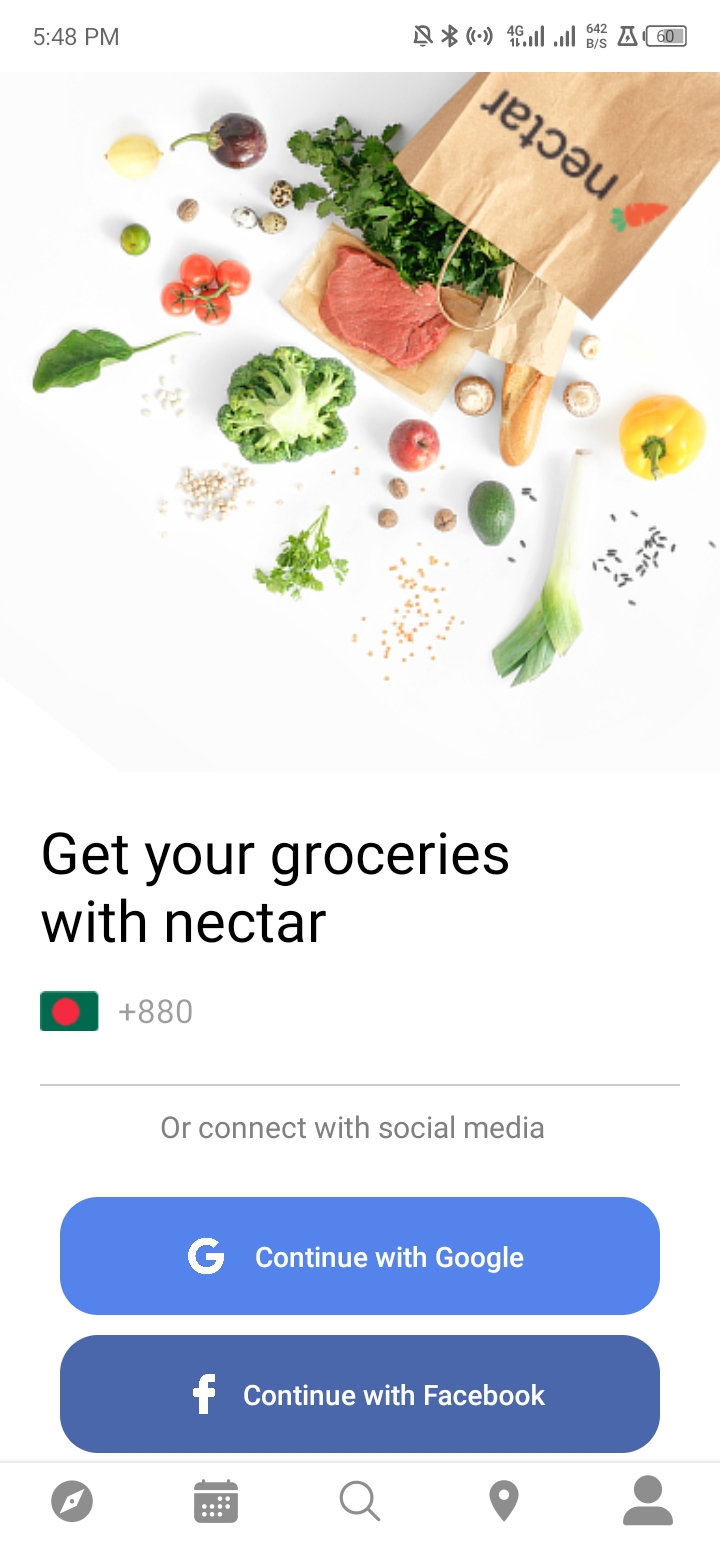 5:48 PM
4G
642
B/S
60
nectar
Get your groceries
with nectar
+880
Or connect with social media
G Continue with Google
f Continue with Facebook